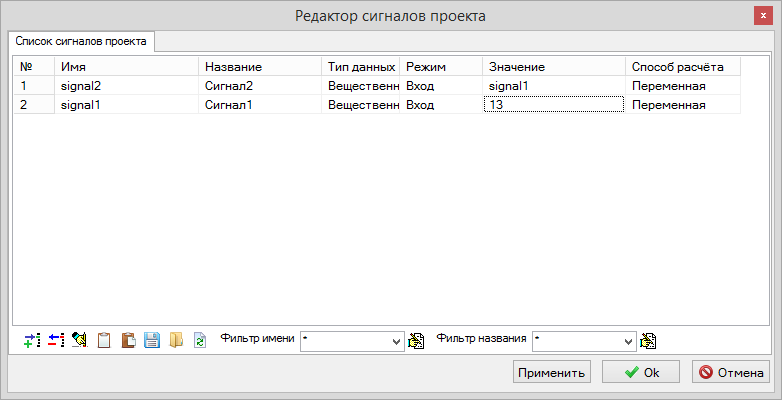 Редактор сигналов проекта
x
Список сигналов проекта
№ Имя Название Тип данных Режим Значение Способ расчёта
1 signal2 Сигнал2 Вещественн Вход signal1 Переменная
2 signal1 Сигнал1 Вещественн Вход 13 Переменная
Фильтр имени * Фильтр названия *
Применить Ok Отмена